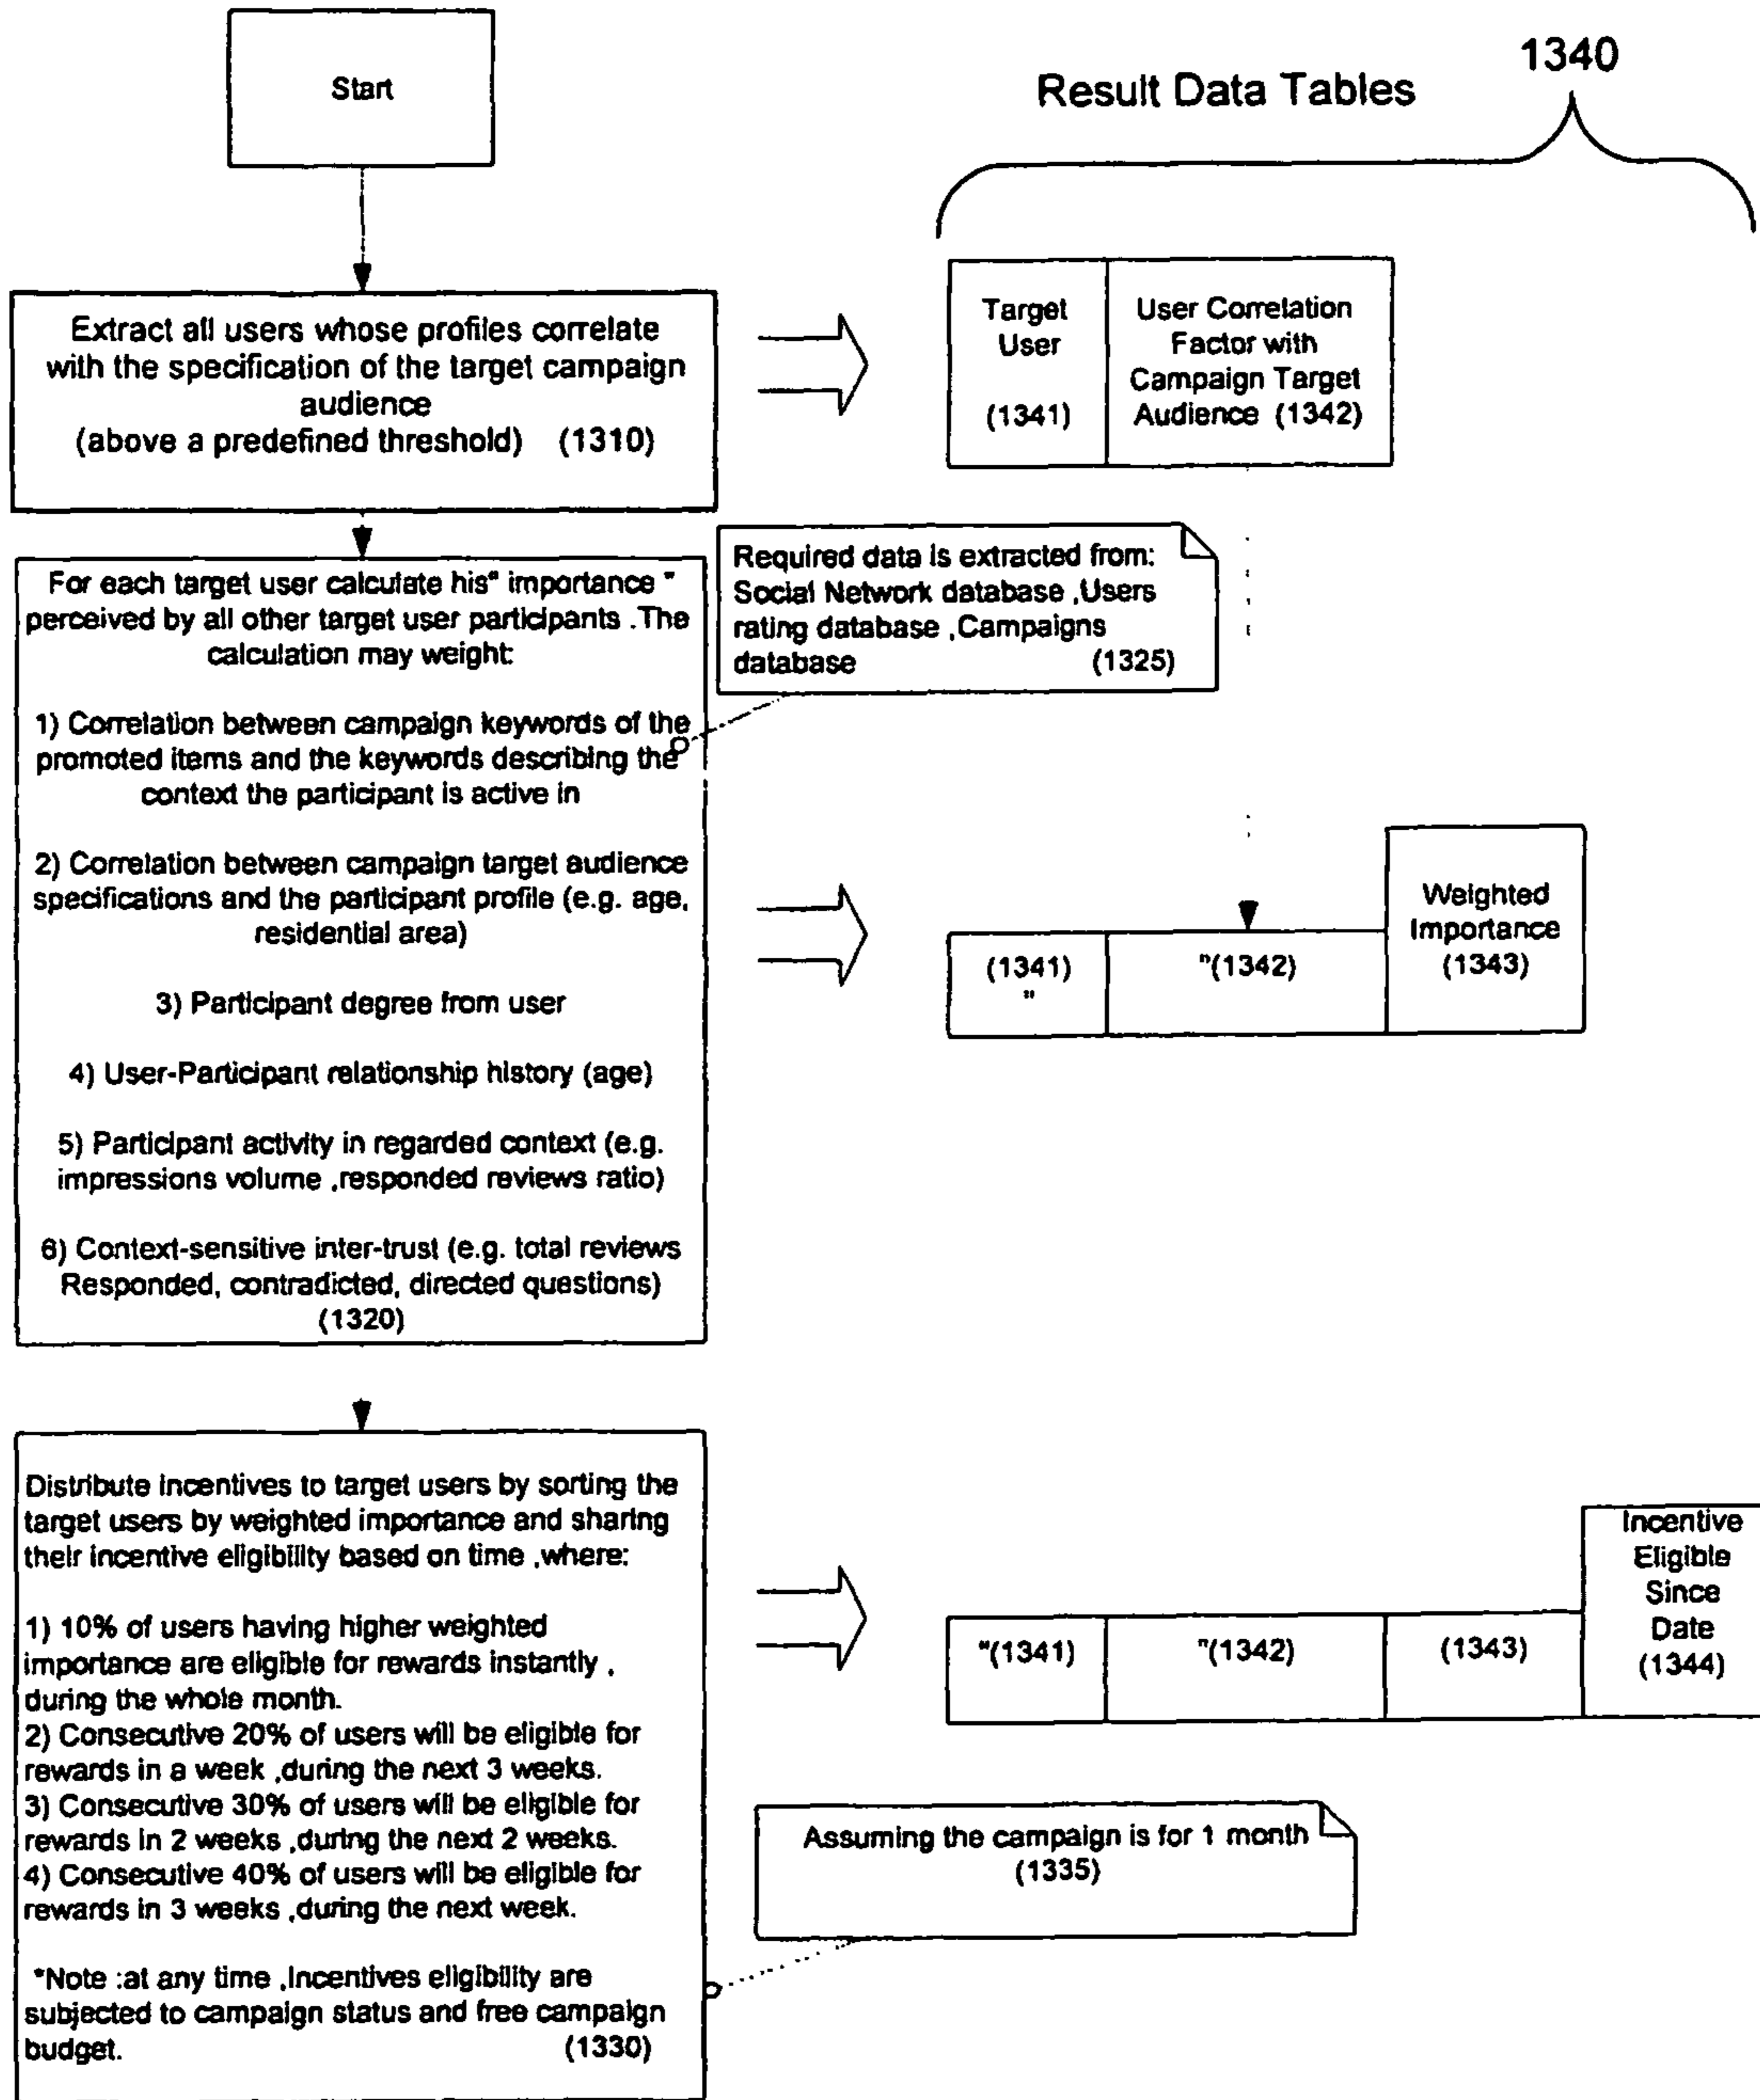 Start
1340
Result Data Tables
Extract all users whose profiles correlate
with the specification of the target campaign
audience
(above a predefined threshold) (1310)
Target
User
(1341)
User Correlation
Factor with
Campaign Target
Audience (1342)
Required data is extracted from:
Social Network database ,Users
rating database ,Campaigns
database (1325)
For each target user calculate his" importance "
perceived by all other target user participants .The
calculation may weight:
1) Correlation between campaign keywords of the
promoted items and the keywords describing the
context the participant is active in
2) Correlation between campaign target audience
specifications and the participant profile (e.g. age,
residential area)
3) Participant degree from user
4) User-Participant relationship history (age)
5) Participant activity in regarded context (e.g.
impressions volume ,responded reviews ratio)
6) Context-sensitive inter-trust (e.g. total reviews
Responded, contradicted, directed questions)
(1320)
(1341)
"
"(1342)
Weighted
Importance
(1343)
Distribute incentives to target users by sorting the
target users by weighted importance and sharing
their incentive eligibility based on time ,where:
1) 10% of users having higher weighted
importance are eligible for rewards instantly ,
during the whole month.
2) Consecutive 20% of users will be eligible for
rewards in a week ,during the next 3 weeks.
3) Consecutive 30% of users will be eligible for
rewards in 2 weeks ,during the next 2 weeks.
4) Consecutive 40% of users will be eligible for
rewards in 3 weeks ,during the next week.
*Note :at any time ,Incentives eligibility are
subjected to campaign status and free campaign
budget. (1330)
"(1341)
"(1342)
(1343)
Incentive
Eligible
Since
Date
(1344)
Assuming the campaign is for 1 month
(1335)